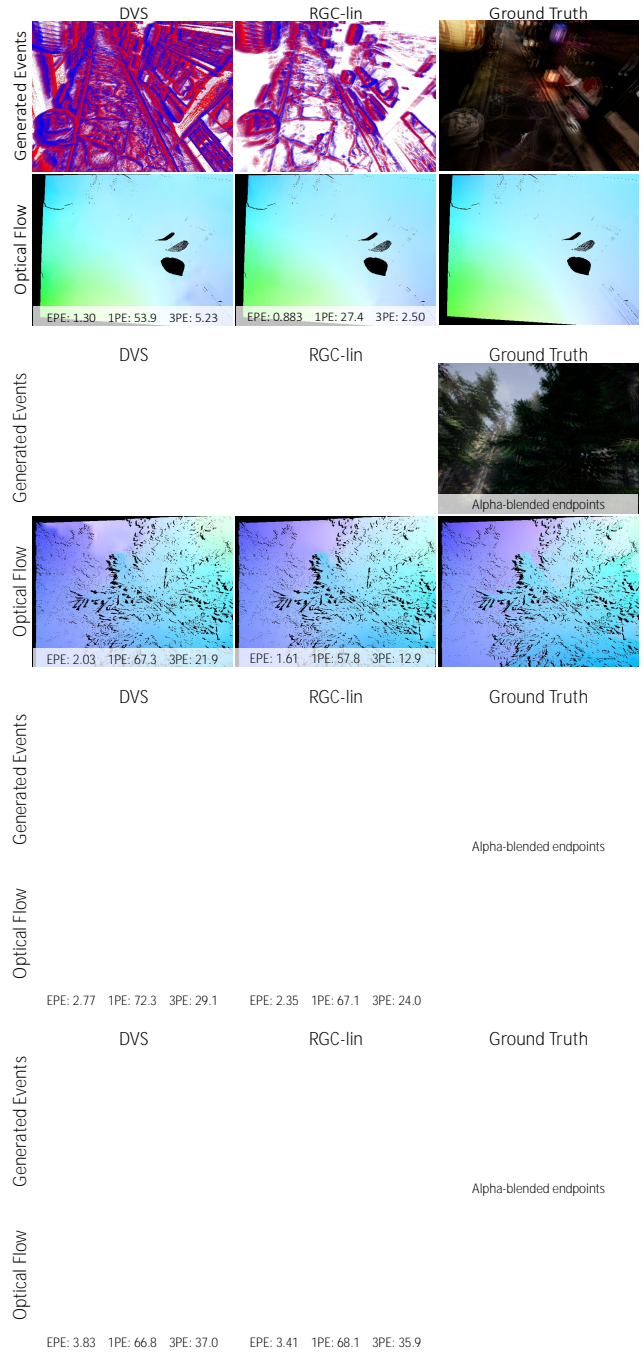 DVS RGC-lin Ground Truth
Generated Events
Optical Flow
EPE: 1.30 1PE: 53.9 3PE: 5.23 EPE: 0.883 1PE: 27.4 3PE: 2.50
DVS RGC-lin Ground Truth
Generated Events
Alpha-blended endpoints
Optical Flow
EPE: 2.03 1PE: 67.3 3PE: 21.9 EPE: 1.61 1PE: 57.8 3PE: 12.9
DVS RGC-lin Ground Truth
Generated Events
Alpha-blended endpoints
Optical Flow
EPE: 2.77 1PE: 72.3 3PE: 29.1 EPE: 2.35 1PE: 67.1 3PE: 24.0
DVS RGC-lin Ground Truth
Generated Events
Alpha-blended endpoints
Optical Flow
EPE: 3.83 1PE: 66.8 3PE: 37.0 EPE: 3.41 1PE: 68.1 3PE: 35.9